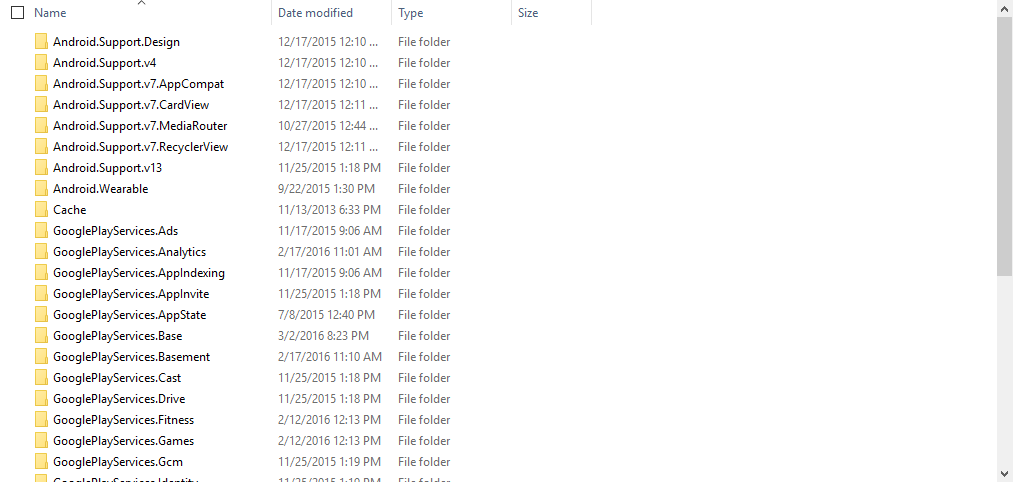 Name Date modified Type Size
Android.Support.Design 12/17/2015 12:10 ... File folder
Android.Support.v4 12/17/2015 12:10 ... File folder
Android.Support.v7.AppCompat 12/17/2015 12:10 ... File folder
Android.Support.v7.CardView 12/17/2015 12:11 ... File folder
Android.Support.v7.MediaRouter 10/27/2015 12:44 ... File folder
Android.Support.v7.RecyclerView 12/17/2015 12:11 ... File folder
Android.Support.v13 11/25/2015 1:18 PM File folder
Android.Wearable 9/22/2015 1:30 PM File folder
Cache 11/13/2013 6:33 PM File folder
GooglePlayServices.Ads 11/17/2015 9:06 AM File folder
GooglePlayServices.Analytics 2/17/2016 11:01 AM File folder
GooglePlayServices.AppIndexing 11/17/2015 9:06 AM File folder
GooglePlayServices.AppInvite 11/25/2015 1:18 PM File folder
GooglePlayServices.AppState 7/8/2015 12:40 PM File folder
GooglePlayServices.Base 3/2/2016 8:23 PM File folder
GooglePlayServices.Basement 2/17/2016 11:10 AM File folder
GooglePlayServices.Cast 11/25/2015 1:18 PM File folder
GooglePlayServices.Drive 11/25/2015 1:18 PM File folder
GooglePlayServices.Fitness 2/12/2016 12:13 PM File folder
GooglePlayServices.Games 2/12/2016 12:13 PM File folder
GooglePlayServices.Gcm 11/25/2015 1:19 PM File folder
GooglePlayServices.Identity 11/25/2015 1:19 PM File folder